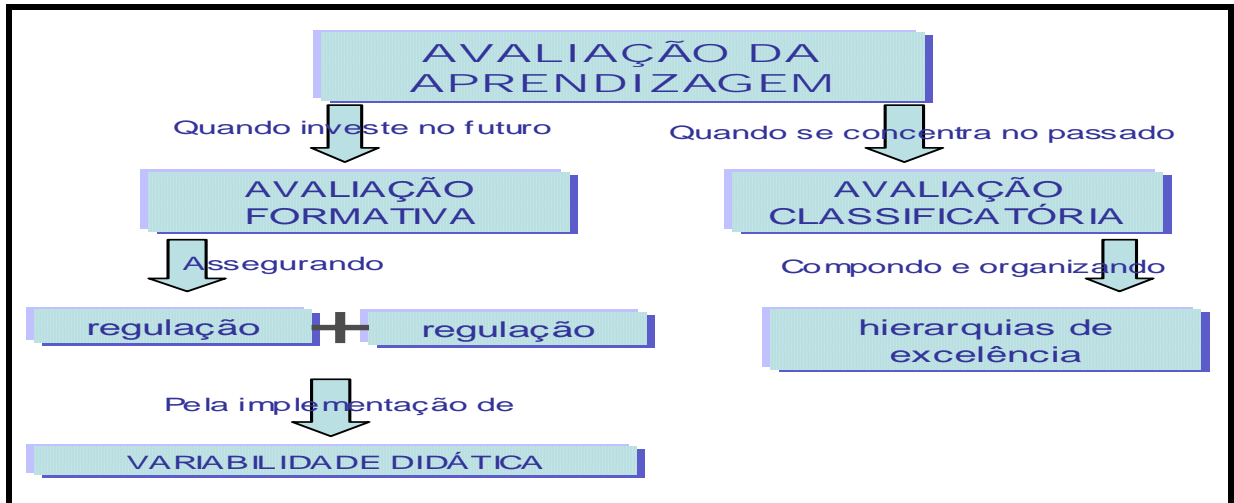 AVALIAÇÃO DA
APRENDIZAGEM
Quando investe no futuro
Quando se concentra no passado
AVALIAÇÃO
FORMATIVA
AVALIAÇÃO
CLASSIFICATÓRIA
Assegurando
Compondo e organizando
regulação + regulação
hierarquias de
excelência
Pela implementação de
VARIABILIDADE DIDÁTICA